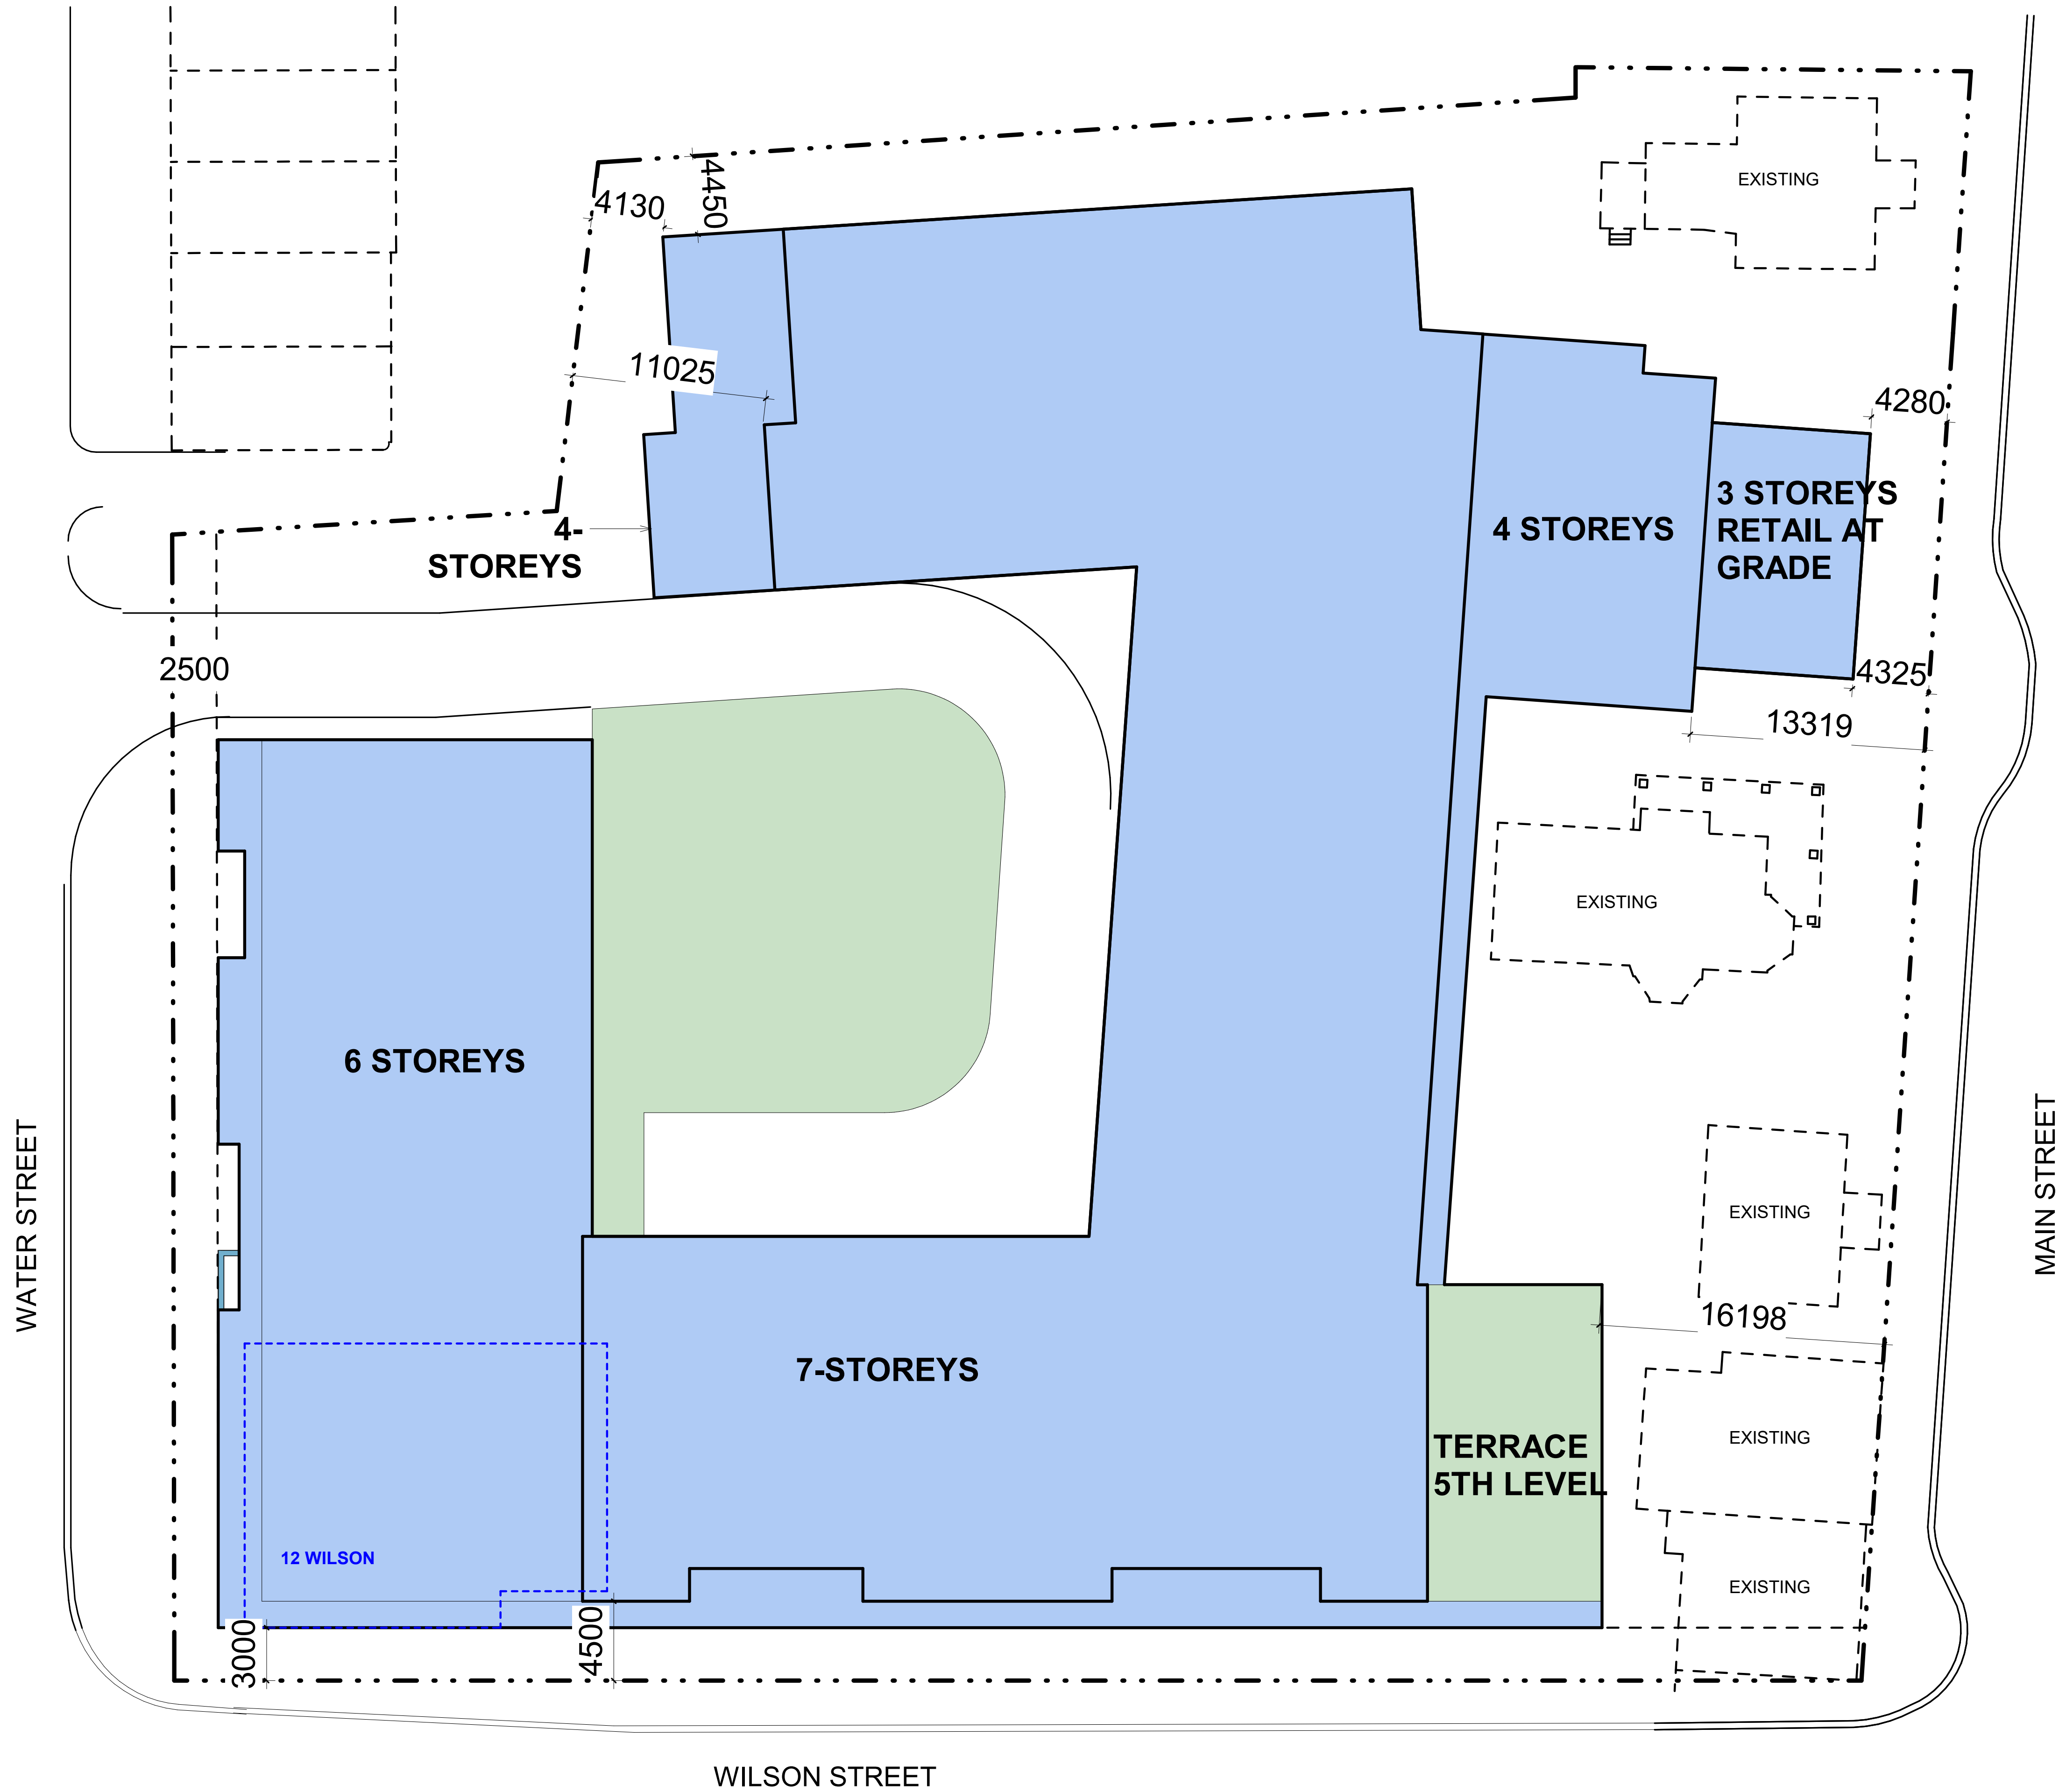 EXISTING
4450
4130
11025
4280
3 STOREYS
RETAIL AT
GRADE
4 STOREYS
4-
STOREYS
2500
4325
13319
EXISTING
6 STOREYS
WATER STREET
MAIN STREET
EXISTING
16198
7-STOREYS
TERRACE
5TH LEVEL
EXISTING
12 WILSON
EXISTING
3000
4500
WILSON STREET